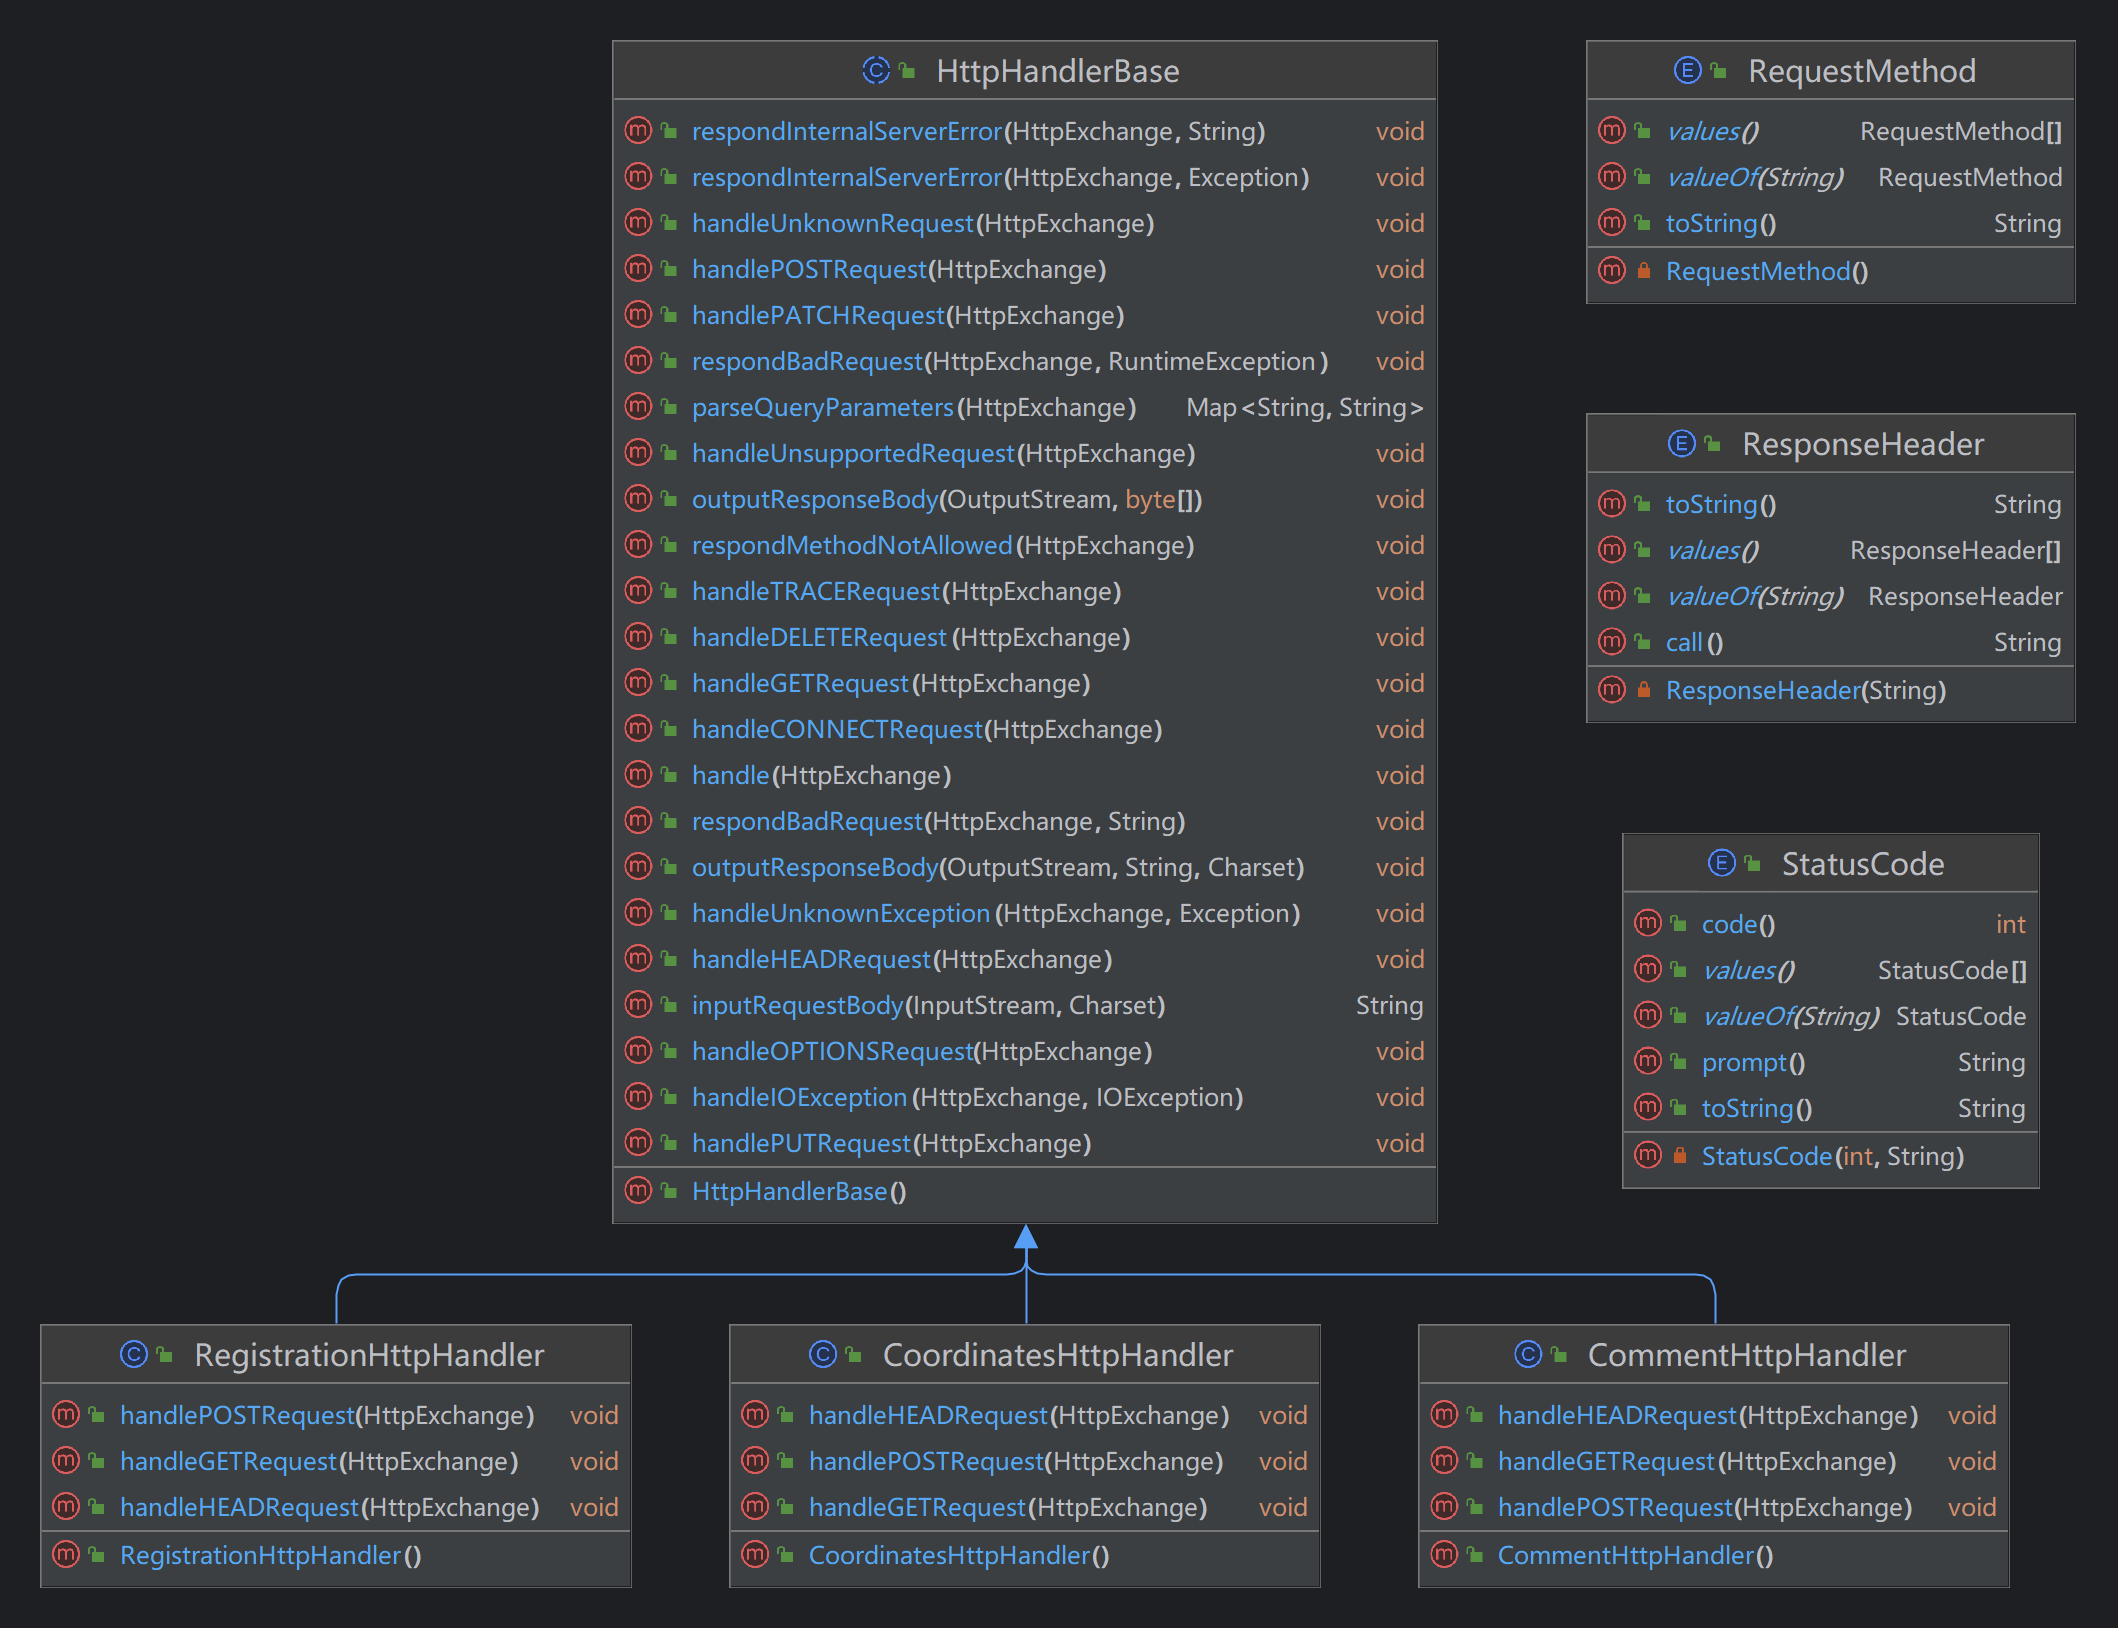 HttpHandlerBase
respondInternalServerError(HttpExchange, String) void
respondInternalServerError(HttpExchange, Exception) void
handleUnknownRequest(HttpExchange) void
handlePOSTRequest(HttpExchange) void
handlePATCHRequest(HttpExchange) void
respondBadRequest(HttpExchange, RuntimeException) void
parseQueryParameters(HttpExchange) Map<String, String>
handleUnsupportedRequest(HttpExchange) void
outputResponseBody(OutputStream, byte[]) void
respondMethodNotAllowed(HttpExchange) void
handleTRACERequest(HttpExchange) void
handleDELETERequest(HttpExchange) void
handleGETRequest(HttpExchange) void
handleCONNECTRequest(HttpExchange) void
handle(HttpExchange) void
respondBadRequest(HttpExchange, String) void
outputResponseBody(OutputStream, String, Charset) void
handleUnknownException(HttpExchange, Exception) void
handleHEADRequest(HttpExchange) void
inputRequestBody(InputStream, Charset) String
handleOPTIONSRequest(HttpExchange) void
handleIOException(HttpExchange, IOException) void
handlePUTRequest(HttpExchange) void
HttpHandlerBase()
RequestMethod
values() RequestMethod[]
valueOf(String) RequestMethod
toString() String
RequestMethod()
ResponseHeader
toString() String
values() ResponseHeader[]
valueOf(String) ResponseHeader
call() String
ResponseHeader(String)
StatusCode
code() int
values() StatusCode[]
valueOf(String) StatusCode
prompt() String
toString() String
StatusCode(int, String)
RegistrationHttpHandler
handlePOSTRequest(HttpExchange) void
handleGETRequest(HttpExchange) void
handleHEADRequest(HttpExchange) void
RegistrationHttpHandler()
CoordinatesHttpHandler
handleHEADRequest(HttpExchange) void
handlePOSTRequest(HttpExchange) void
handleGETRequest(HttpExchange) void
CoordinatesHttpHandler()
CommentHttpHandler
handleHEADRequest(HttpExchange) void
handleGETRequest(HttpExchange) void
handlePOSTRequest(HttpExchange) void
CommentHttpHandler()